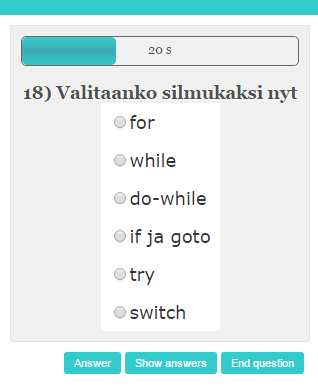 20 s
18) Valitaanko silmukaksi nyt
for
while
do-while
if ja goto
try
switch
Answer Show answers End question